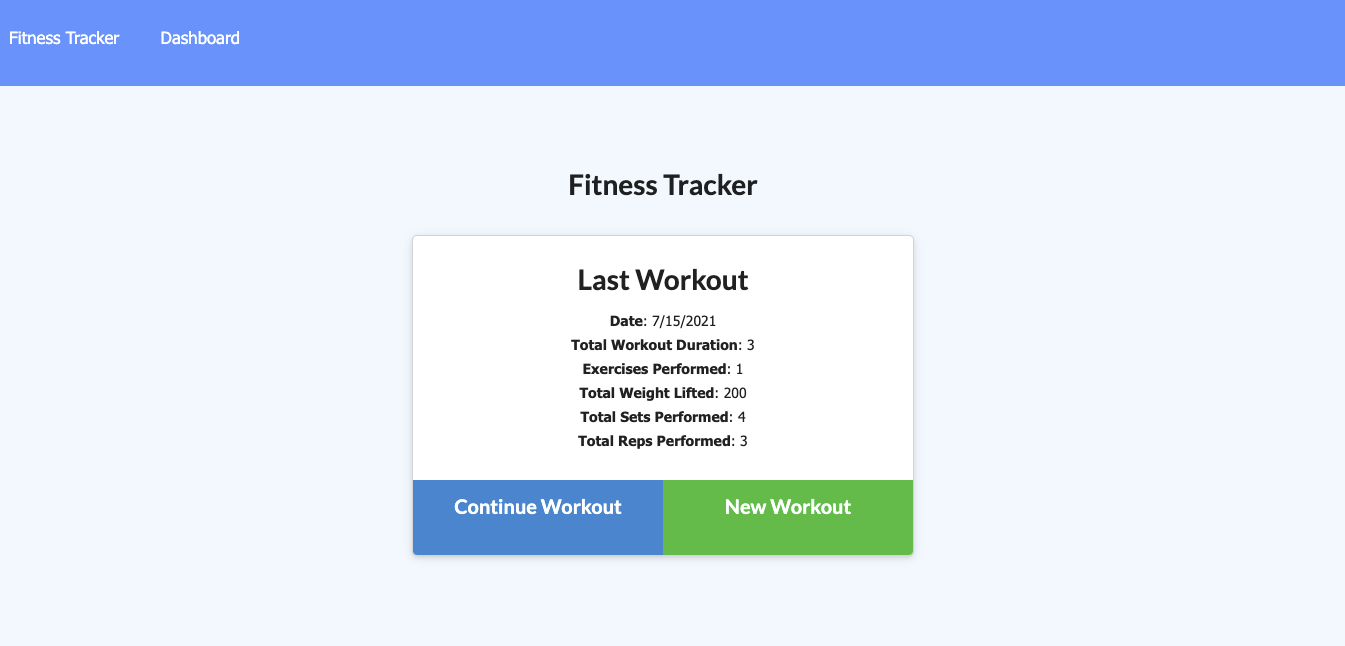 Fitness Tracker Dashboard
Fitness Tracker
Last Workout
Date: 7/15/2021
Total Workout Duration: 3
Exercises Performed: 1
Total Weight Lifted: 200
Total Sets Performed: 4
Total Reps Performed: 3
Continue Workout New Workout